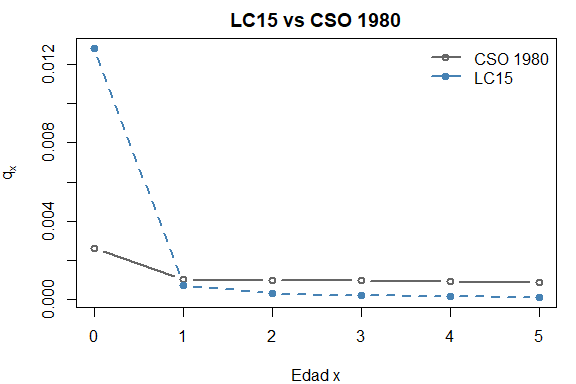 LC15 vs CSO 1980
CSO 1980
LC15
0.012
0.008
0.004
0.000
qx
0 1 2 3 4 5
Edad x